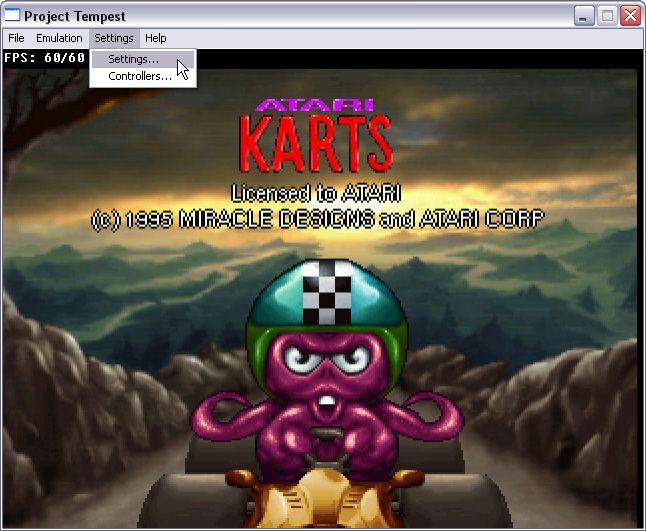 Project Tempest
File Emulation Settings Help
FPS: 60/60
Settings...
Controllers...
ATARI
KARTS
Licensed to ATARI
(c) 1995 MIRACLE DESIGNS and ATARI CORP